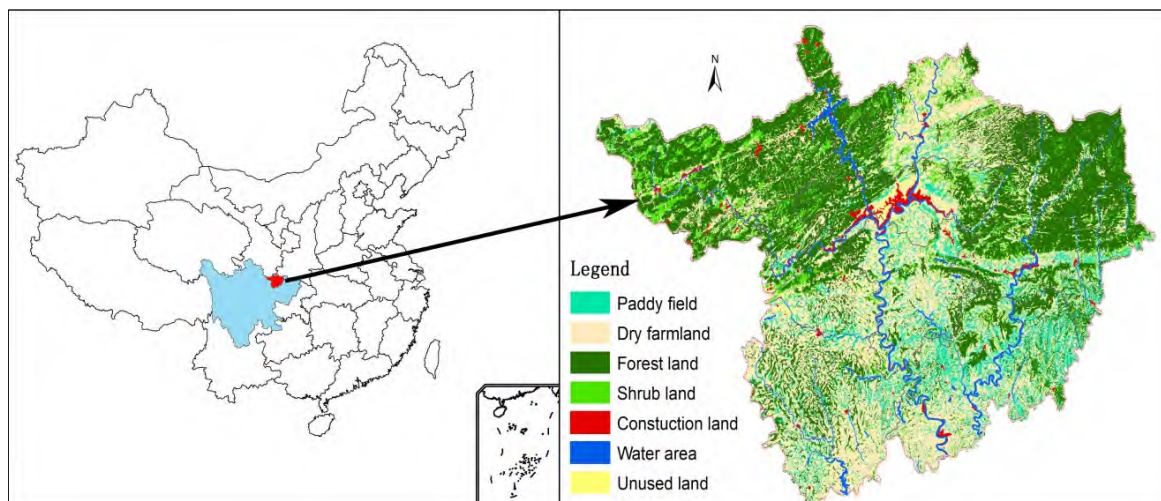 N
Legend
Paddy field
Dry farmland
Forest land
Shrub land
Constuction land
Water area
Unused land